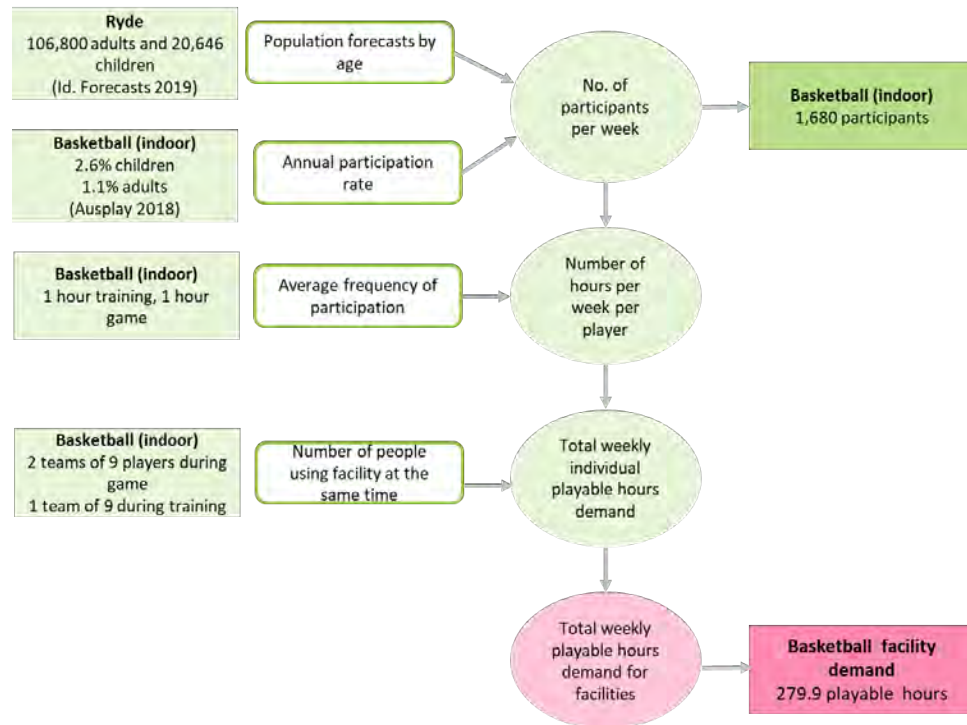 Ryde
106,800 adults and 20,646
children
(Id. Forecasts 2019)
Population forecasts by
age
No. of
participants
per week
Basketball (indoor)
1,680 participants
Basketball (indoor)
2.6% children
1.1% adults
(Ausplay 2018)
Annual participation
rate
Basketball (indoor)
1 hour training, 1 hour
game
Average frequency of
participation
Number of
hours per
week per
player
Basketball (indoor)
2 teams of 9 players during
game
1 team of 9 during training
Number of people
using facility at the
same time
Total weekly
individual
playable hours
demand
Total weekly
playable hours
demand for
facilities
Basketball facility
demand
279.9 playable hours